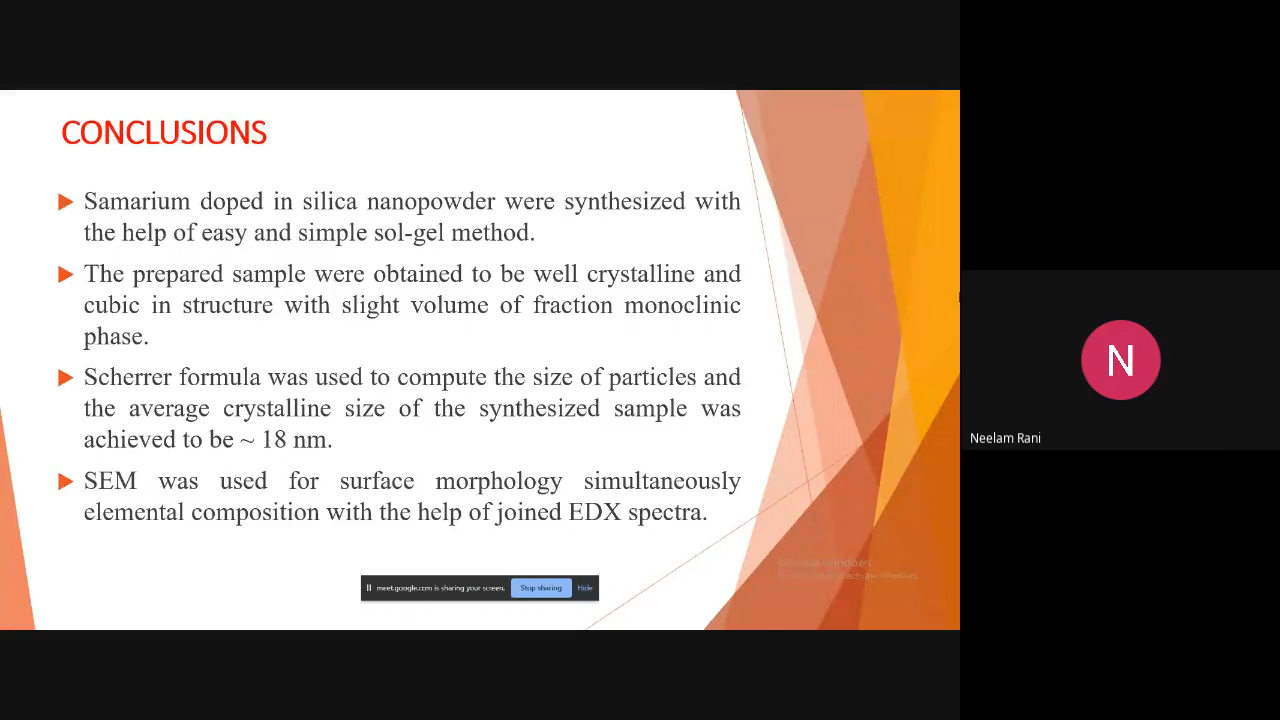 CONCLUSIONS
Samarium doped in silica nanopowder were synthesized with
the help of easy and simple sol-gel method.
The prepared sample were obtained to be well crystalline and
cubic in structure with slight volume of fraction monoclinic
phase.
Scherrer formula was used to compute the size of particles and
the average crystalline size of the synthesized sample was
achieved to be ~ 18 nm.
SEM was used for surface morphology simultaneously
elemental composition with the help of joined EDX spectra.
meet.google.com is sharing your screen. Stop sharing Hide
N
Neelam Rani